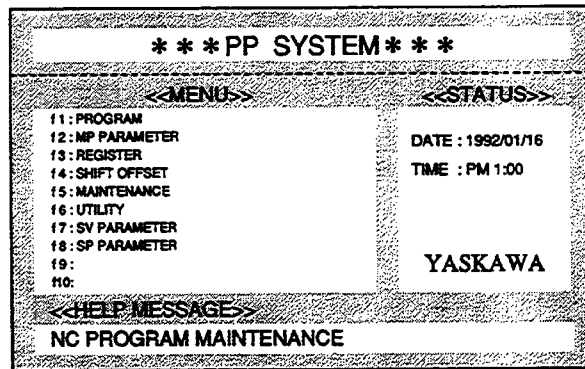 ***PP SYSTEM***
<<MENU>>
f1: PROGRAM
f2: MP PARAMETER
f3: REGISTER
f4: SHIFT OFFSET
f5: MAINTENANCE
f6: UTILITY
f7: SV PARAMETER
f8: SP PARAMETER
f9:
f10:
<<STATUS>>
DATE : 1992/01/16
TIME : PM 1:00
YASKAWA
<<HELP MESSAGE>>
NC PROGRAM MAINTENANCE